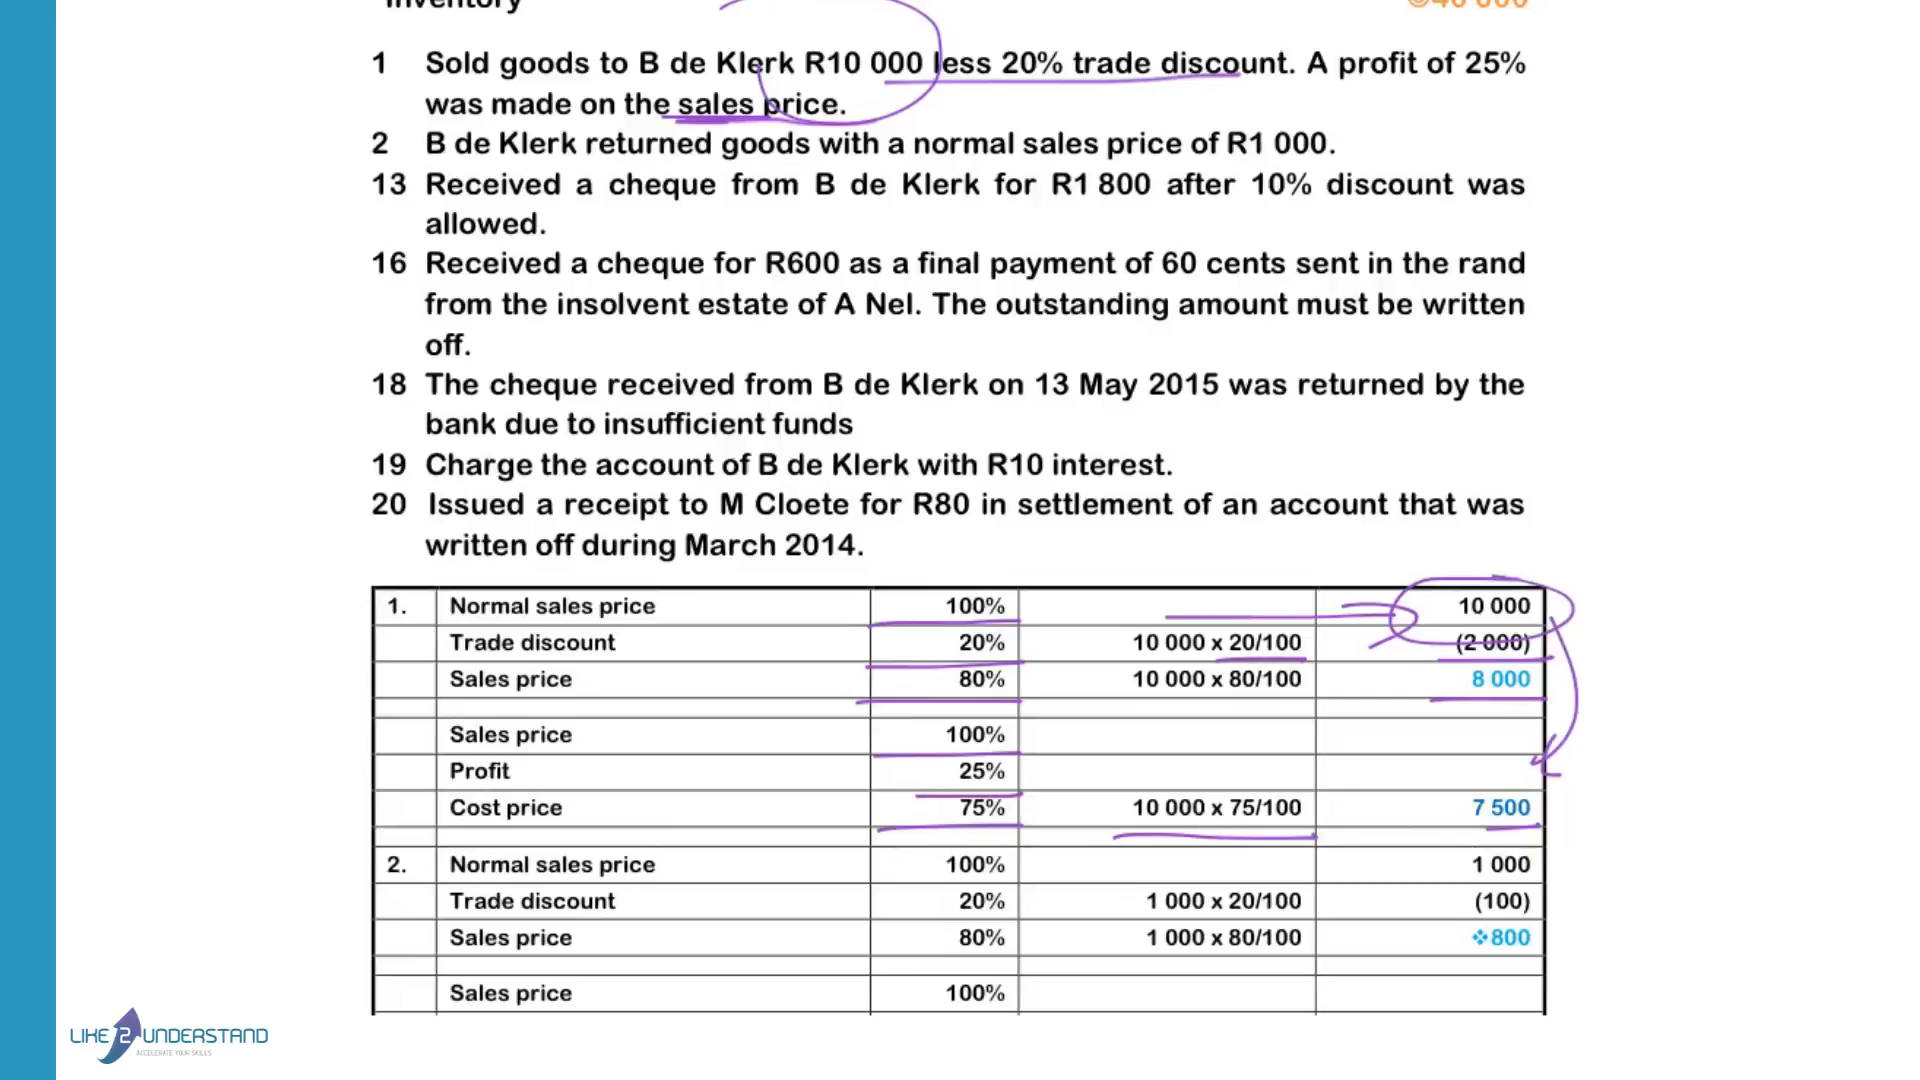 Inventory
©40 000
1 Sold goods to B de Klerk R10 000 less 20% trade discount. A profit of 25%
was made on the sales price.
2 B de Klerk returned goods with a normal sales price of R1 000.
13 Received a cheque from B de Klerk for R1 800 after 10% discount was
allowed.
16 Received a cheque for R600 as a final payment of 60 cents sent in the rand
from the insolvent estate of A Nel. The outstanding amount must be written
off.
18 The cheque received from B de Klerk on 13 May 2015 was returned by the
bank due to insufficient funds
19 Charge the account of B de Klerk with R10 interest.
20 Issued a receipt to M Cloete for R80 in settlement of an account that was
written off during March 2014.
1. Normal sales price 100% 10 000
Trade discount 20% 10 000 x 20/100 (2 000)
Sales price 80% 10 000 x 80/100 8 000
Sales price 100%
Profit 25%
Cost price 75% 10 000 x 75/100 7 500
2. Normal sales price 100% 1 000
Trade discount 20% 1 000 x 20/100 (100)
Sales price 80% 1 000 x 80/100 ❖800
Sales price 100%
LIKE 2 UNDERSTAND
ACCELERATE YOUR SKILLS